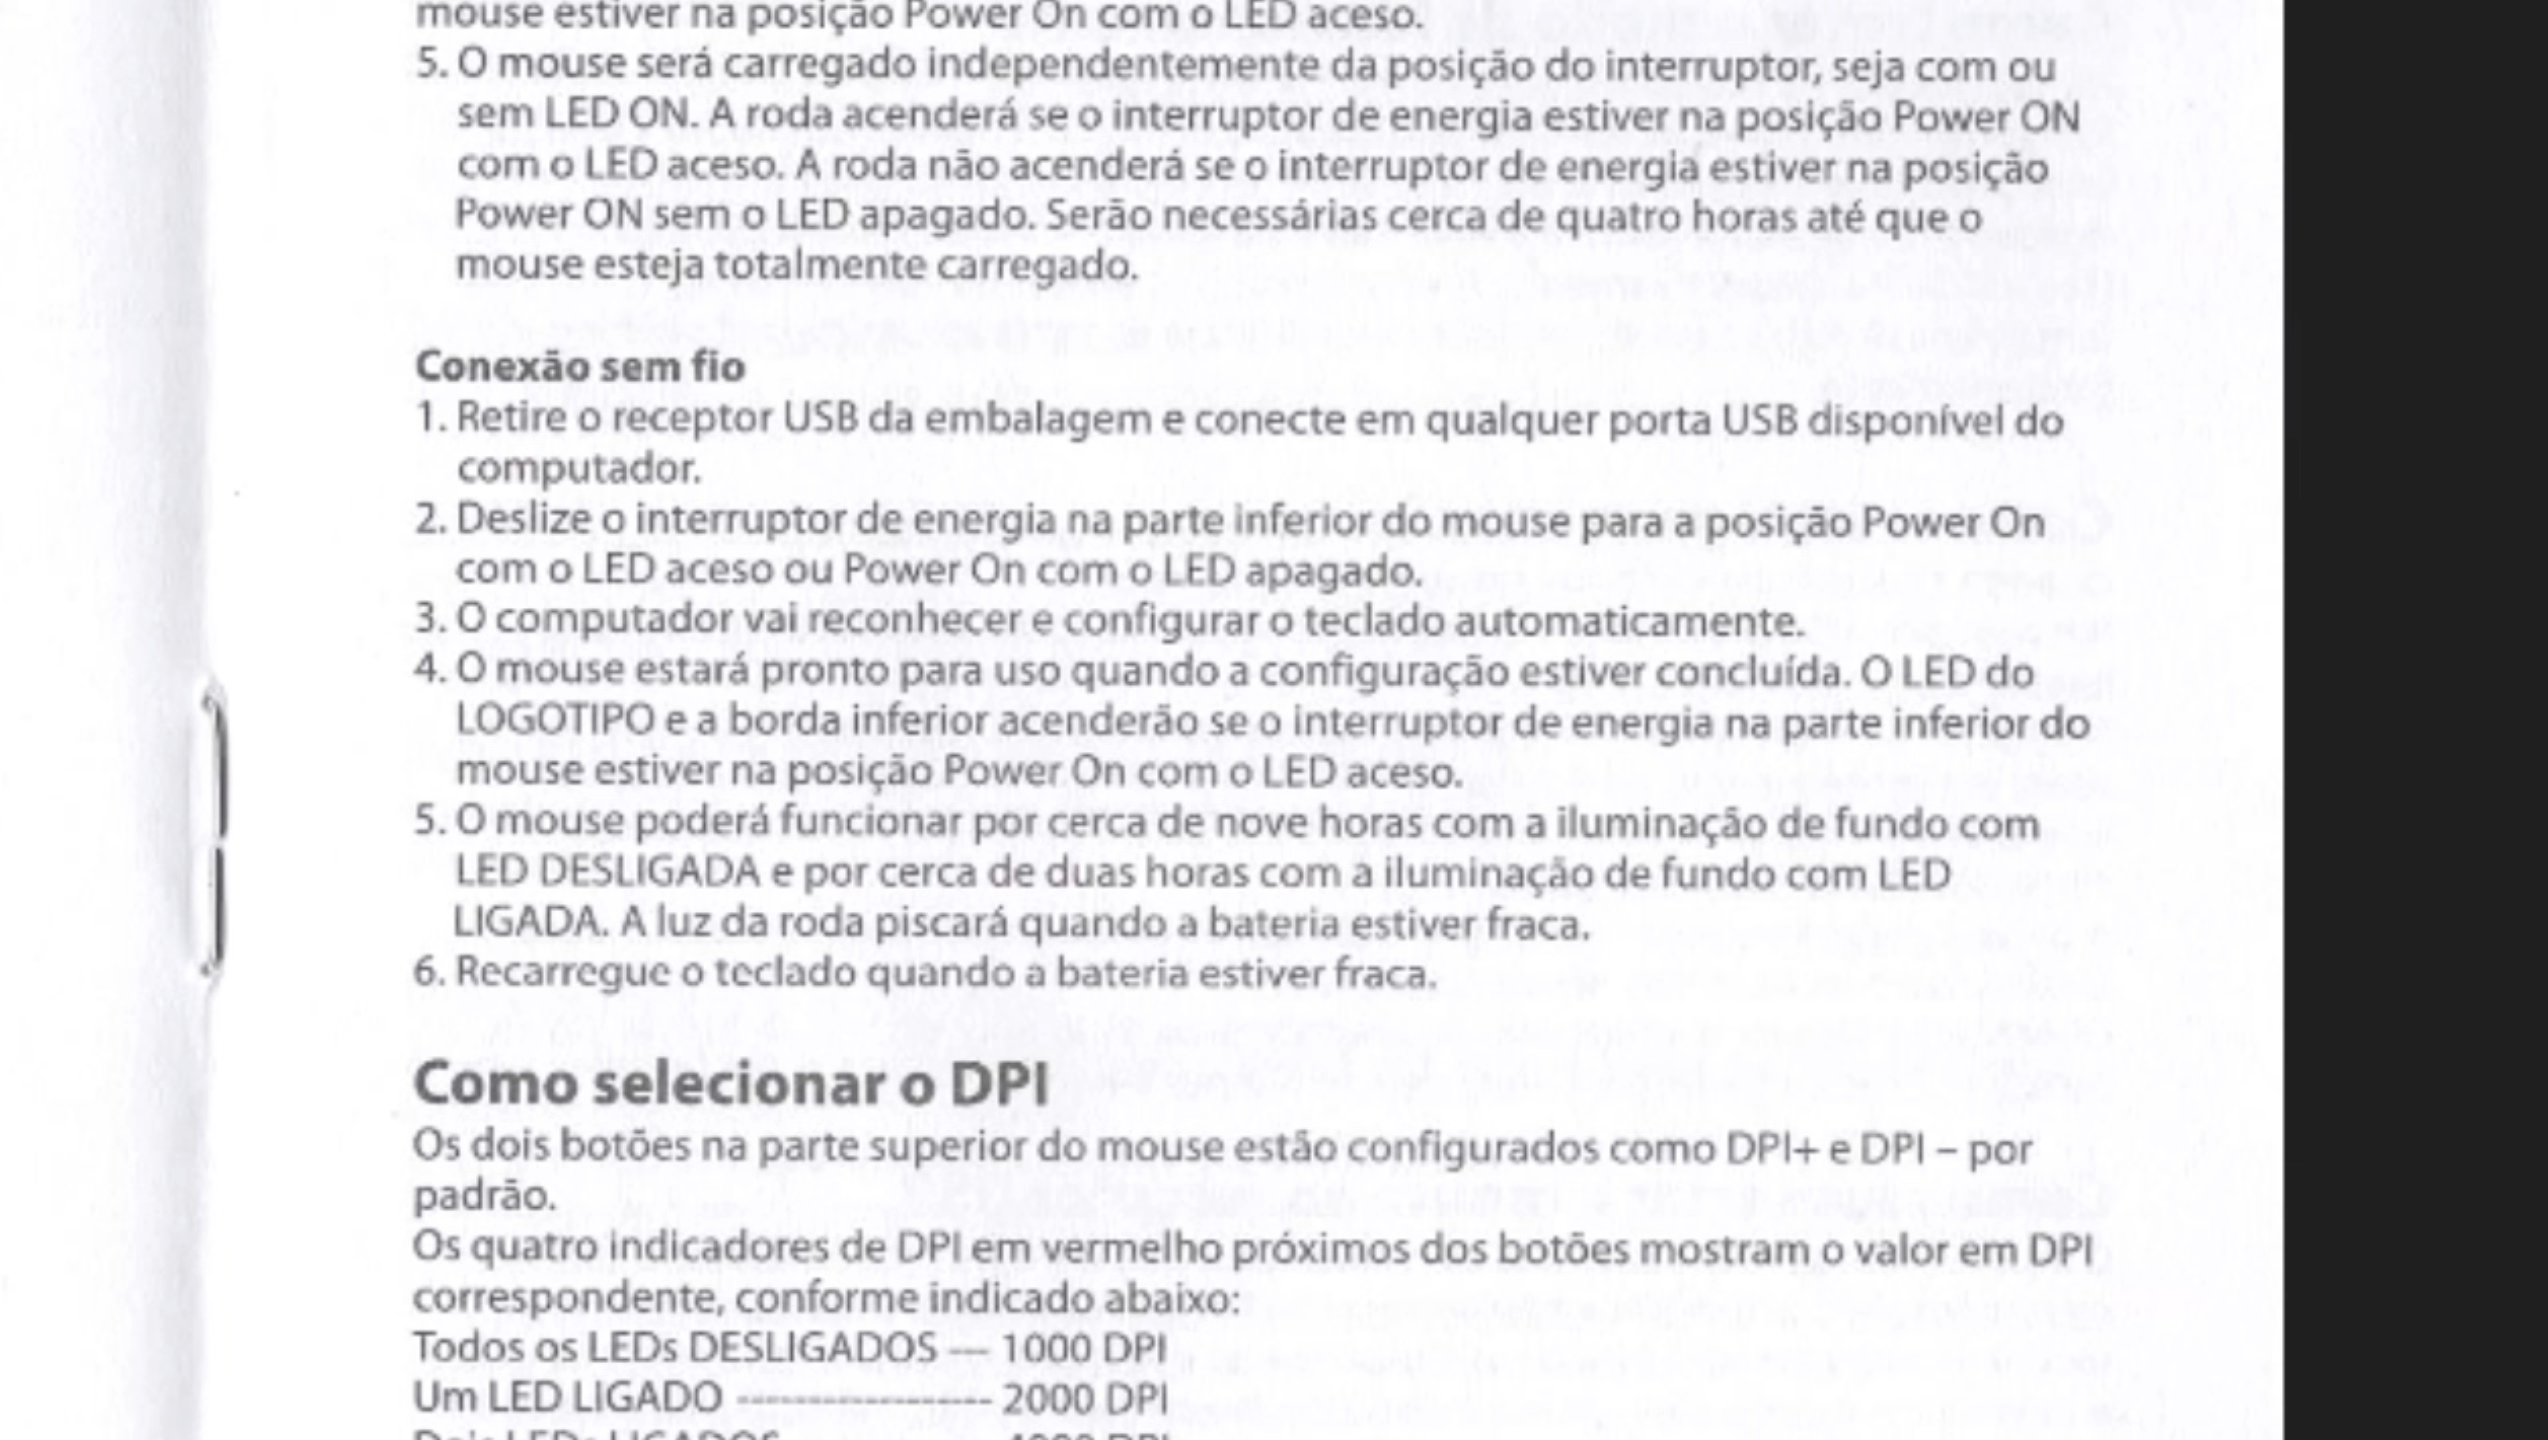 mouse estiver na posição Power On com o LED aceso.
5. O mouse será carregado independentemente da posição do interruptor, seja com ou
sem LED ON. A roda acenderá se o interruptor de energia estiver na posição Power ON
com o LED aceso. A roda não acenderá se o interruptor de energia estiver na posição
Power ON sem o LED apagado. Serão necessárias cerca de quatro horas até que o
mouse esteja totalmente carregado.
Conexão sem fio
1. Retire o receptor USB da embalagem e conecte em qualquer porta USB disponível do
computador.
2. Deslize o interruptor de energia na parte inferior do mouse para a posição Power On
com o LED aceso ou Power On com o LED apagado.
3. O computador vai reconhecer e configurar o teclado automaticamente.
4. O mouse estará pronto para uso quando a configuração estiver concluída. O LED do
LOGOTIPO e a borda inferior acenderão se o interruptor de energia na parte inferior do
mouse estiver na posição Power On com o LED aceso.
5. O mouse poderá funcionar por cerca de nove horas com a iluminação de fundo com
LED DESLIGADA e por cerca de duas horas com a iluminação de fundo com LED
LIGADA. A luz da roda piscará quando a bateria estiver fraca.
6. Recarregue o teclado quando a bateria estiver fraca.
Como selecionar o DPI
Os dois botões na parte superior do mouse estão configurados como DPI+ e DPI – por
padrão.
Os quatro indicadores de DPI em vermelho próximos dos botões mostram o valor em DPI
correspondente, conforme indicado abaixo:
Todos os LEDs DESLIGADOS --- 1000 DPI
Um LED LIGADO ------------------- 2000 DPI